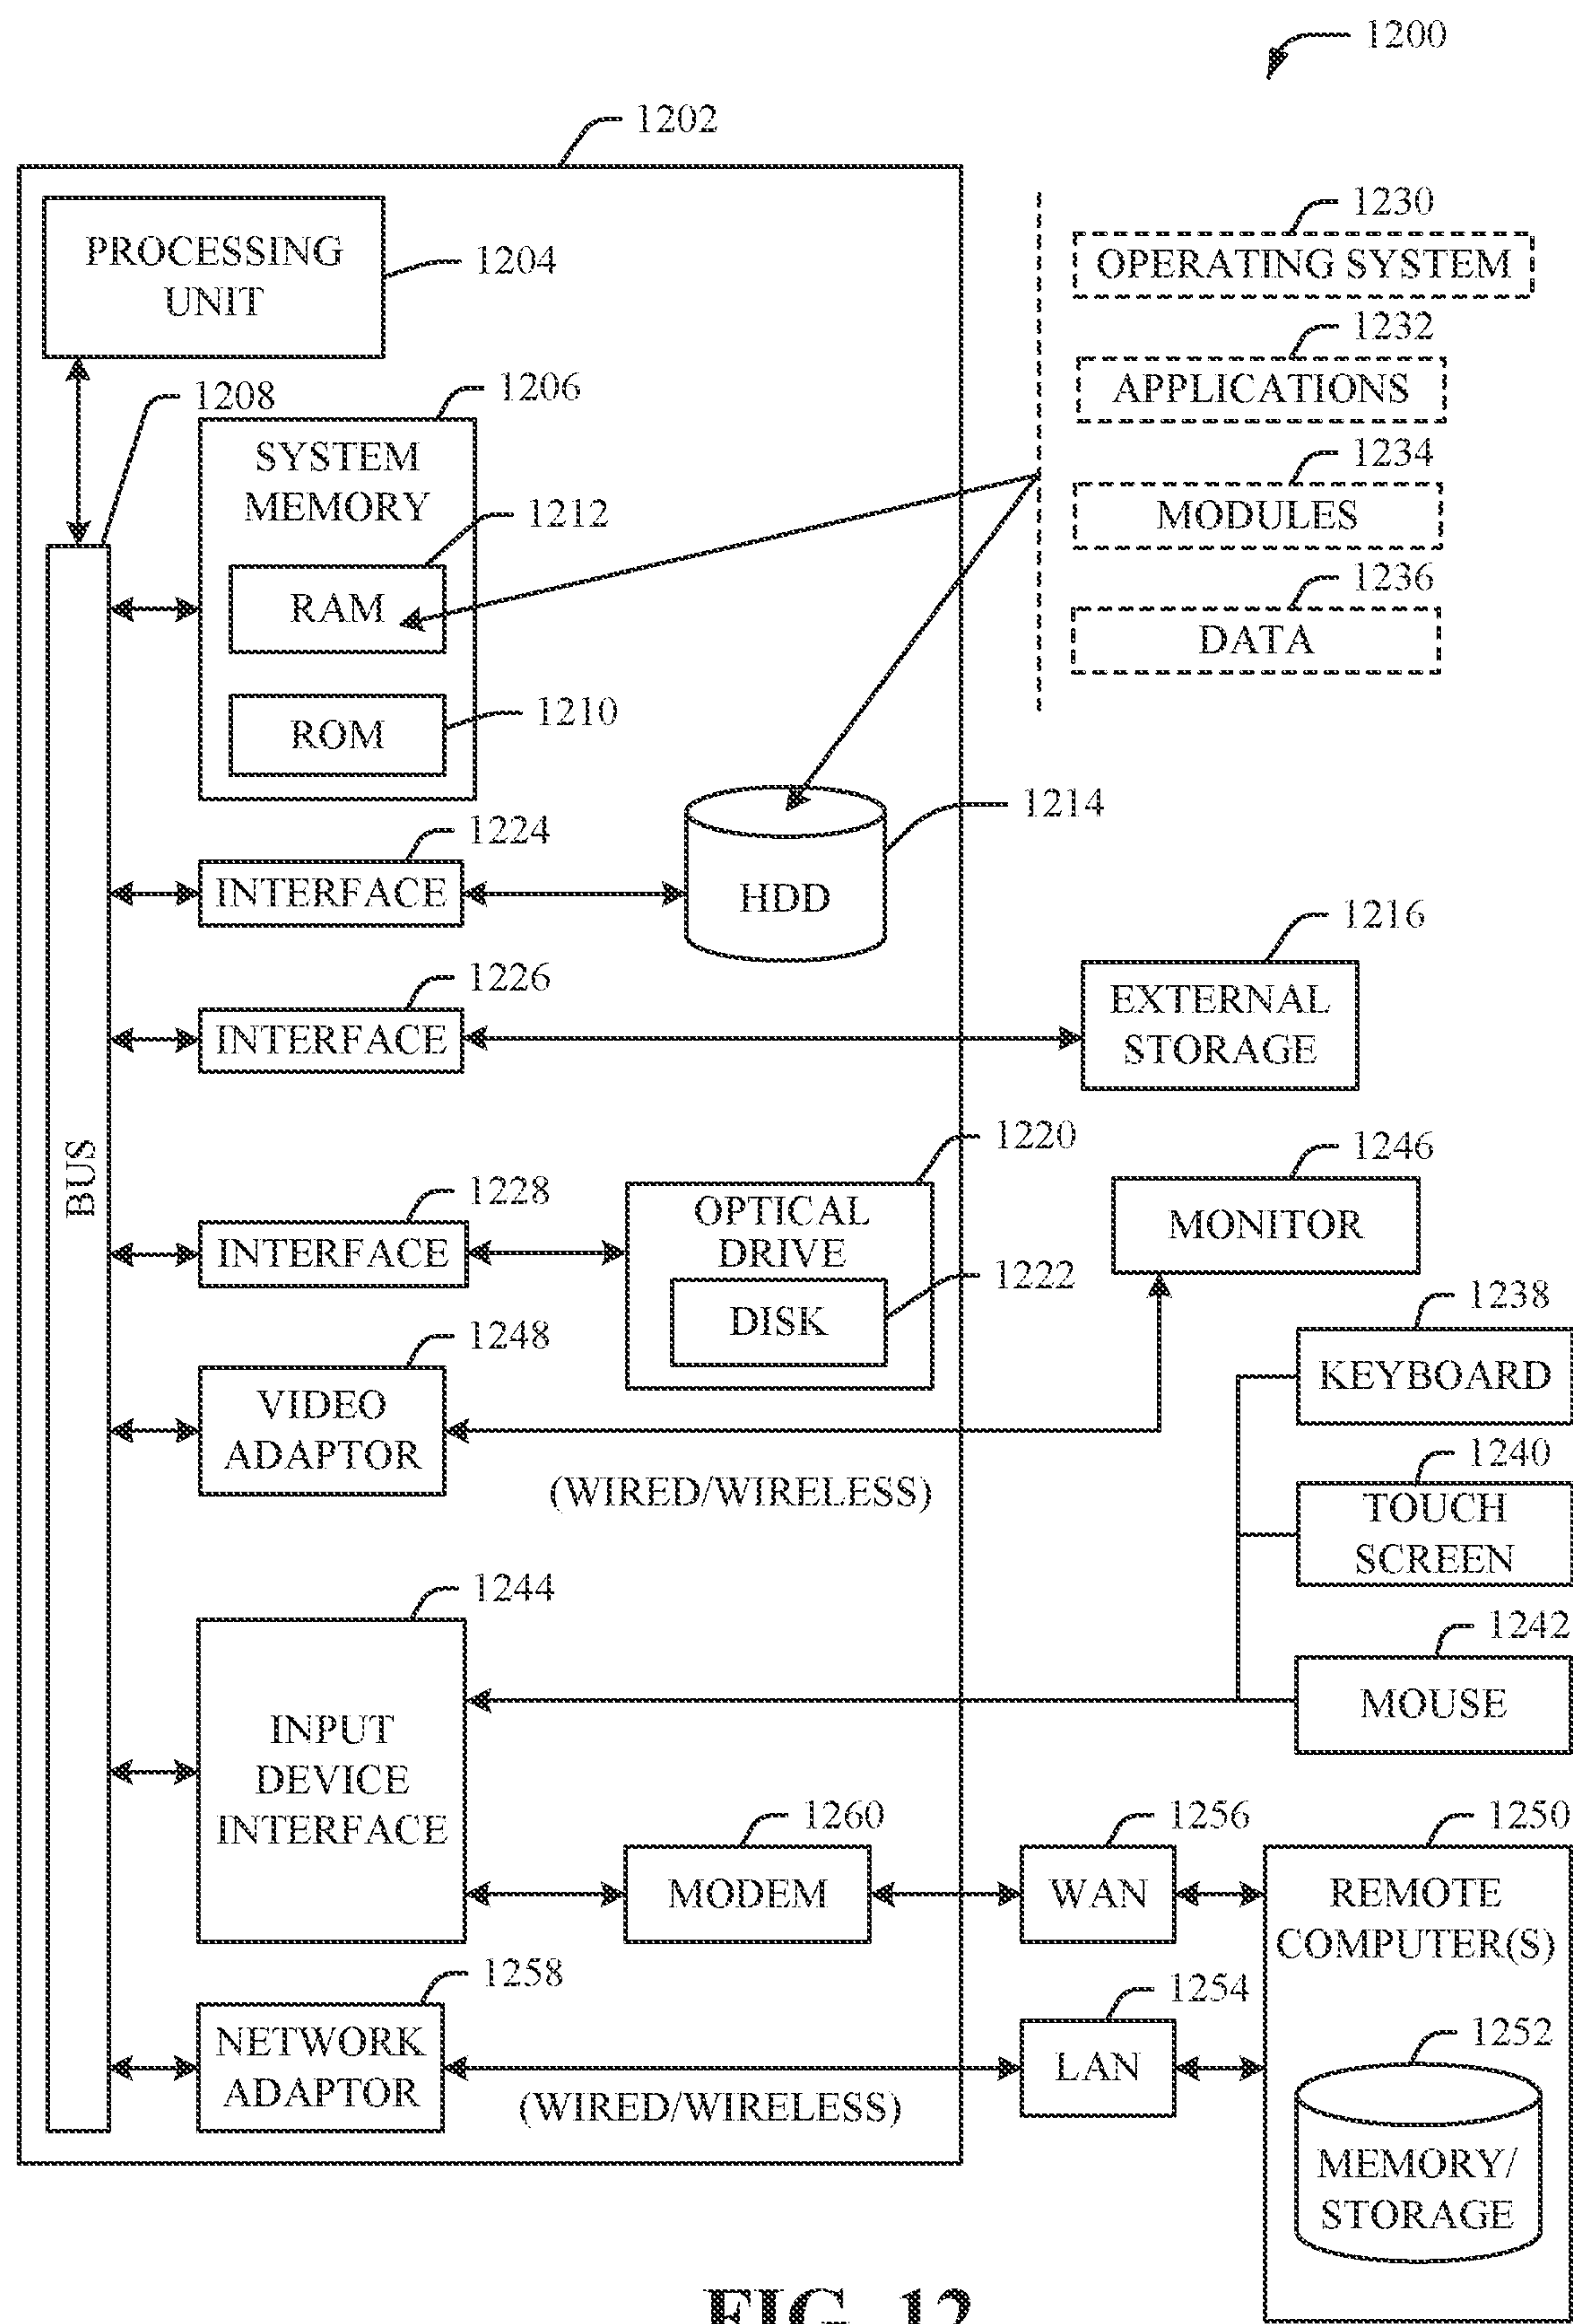 1200
1202
PROCESSING
UNIT
1204
1230
OPERATING SYSTEM
1232
APPLICATIONS
1234
MODULES
1236
DATA
1208
1206
SYSTEM
MEMORY
1212
RAM
1210
ROM
1224
INTERFACE
1214
HDD
1226
INTERFACE
1216
EXTERNAL
STORAGE
BUS
1228
INTERFACE
1220
OPTICAL
DRIVE
1222
DISK
1246
MONITOR
1248
VIDEO
ADAPTOR
(WIRED/WIRELESS)
1238
KEYBOARD
1240
TOUCH
SCREEN
1242
MOUSE
1244
INPUT
DEVICE
INTERFACE
1260
MODEM
1256
WAN
1250
REMOTE
COMPUTER(S)
1258
NETWORK
ADAPTOR
(WIRED/WIRELESS)
1254
LAN
1252
MEMORY/
STORAGE
FIG. 12